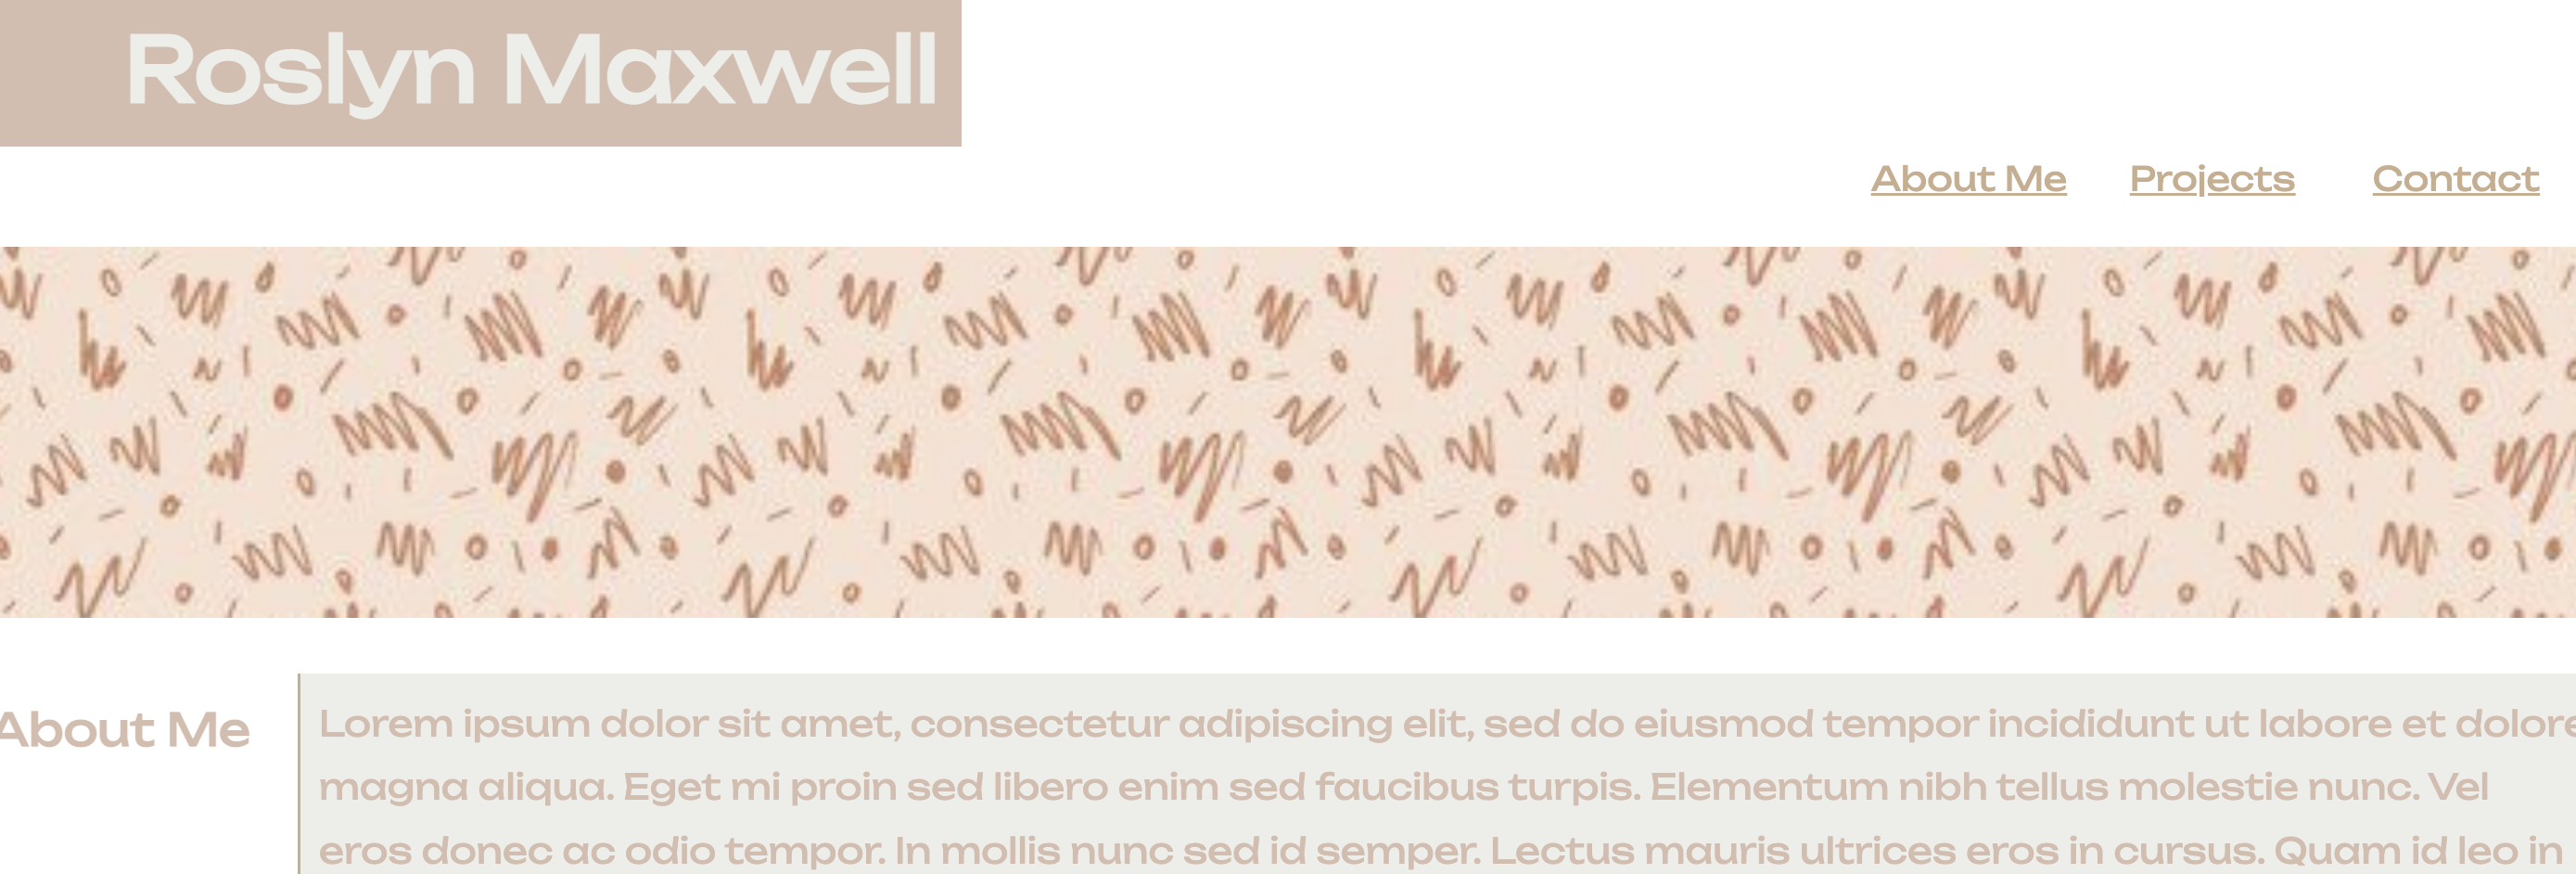 Roslyn Maxwell
About Me Projects Contact
About Me
Lorem ipsum dolor sit amet, consectetur adipiscing elit, sed do eiusmod tempor incididunt ut labore et dolore
magna aliqua. Eget mi proin sed libero enim sed faucibus turpis. Elementum nibh tellus molestie nunc. Vel
eros donec ac odio tempor. In mollis nunc sed id semper. Lectus mauris ultrices eros in cursus. Quam id leo in